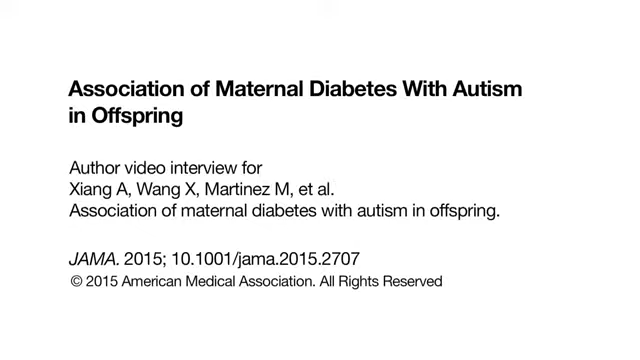 Association of Maternal Diabetes With Autism
in Offspring
Author video interview for
Xiang A, Wang X, Martinez M, et al.
Association of maternal diabetes with autism in offspring.
JAMA. 2015; 10.1001/jama.2015.2707
© 2015 American Medical Association. All Rights Reserved